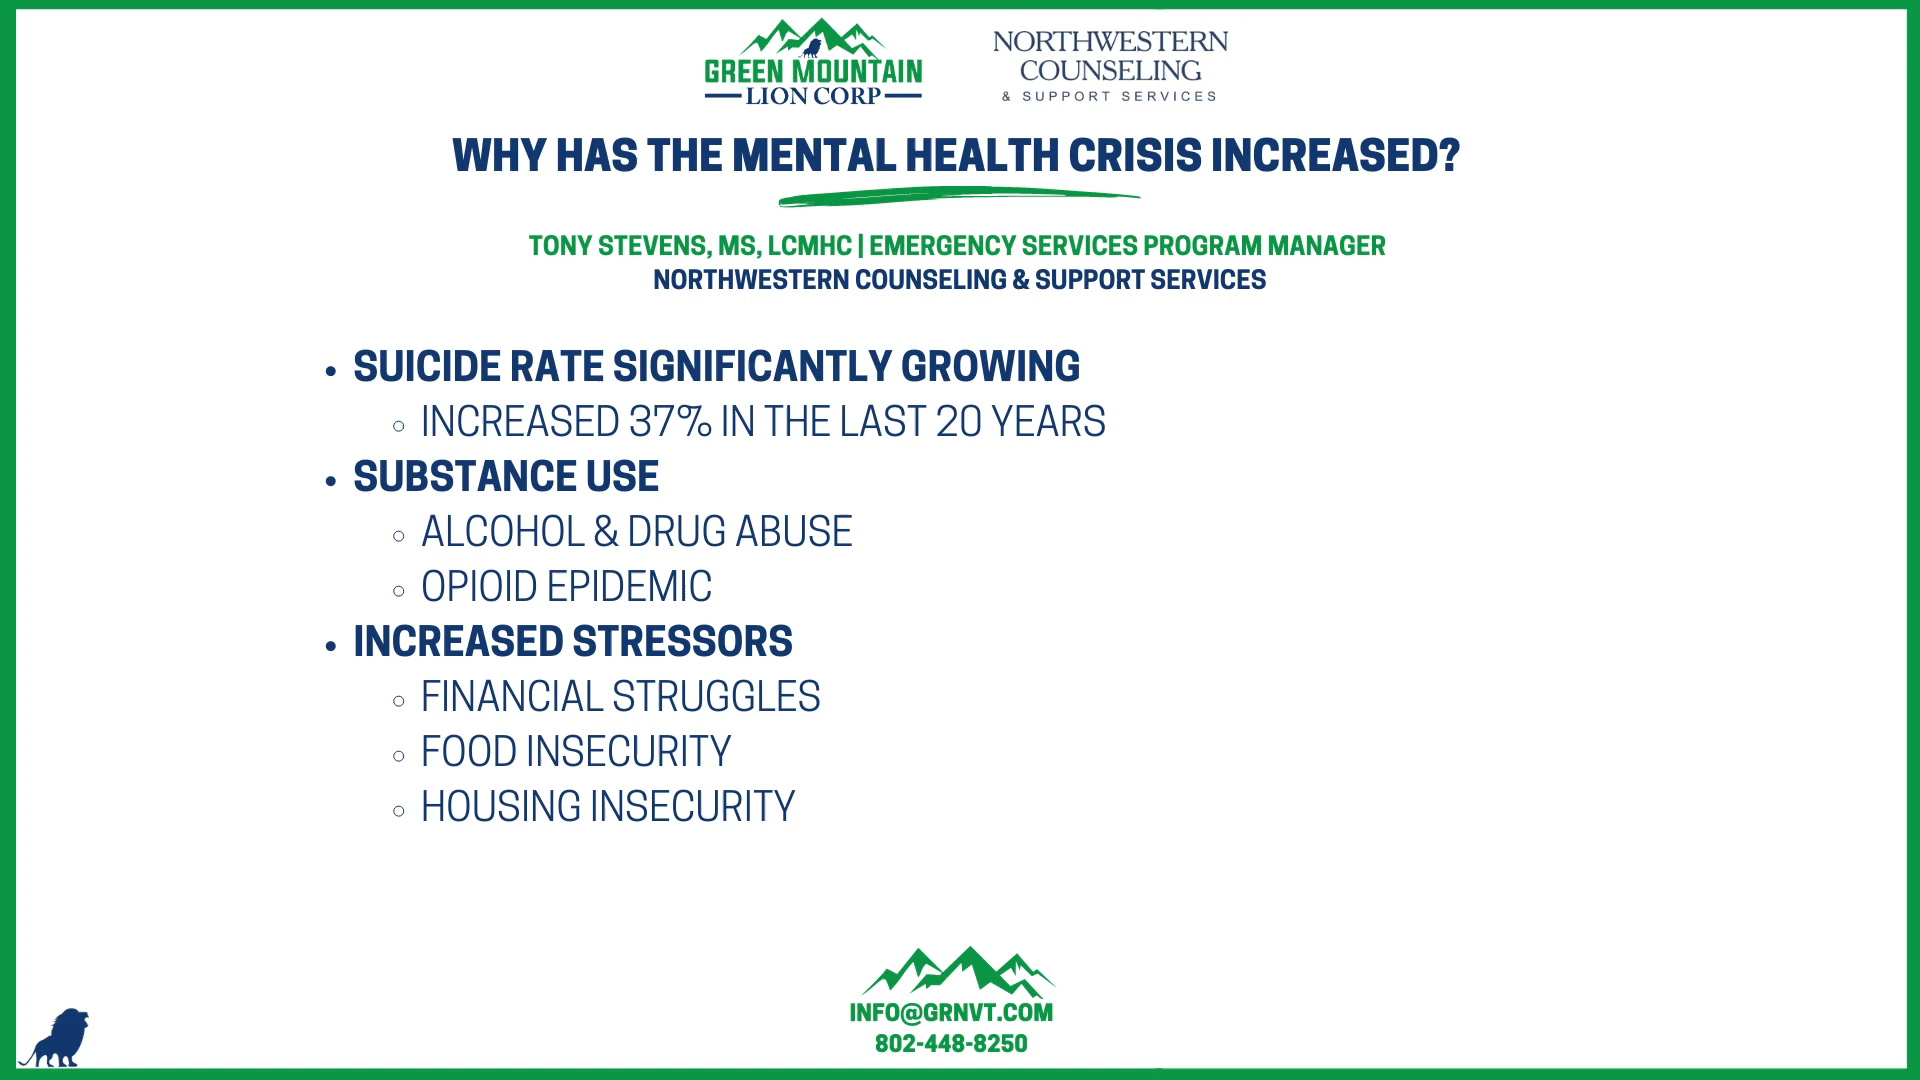 GREEN MOUNTAIN
LION CORP
NORTHWESTERN
COUNSELING
& SUPPORT SERVICES
WHY HAS THE MENTAL HEALTH CRISIS INCREASED?
TONY STEVENS, MS, LCMHC | EMERGENCY SERVICES PROGRAM MANAGER
NORTHWESTERN COUNSELING & SUPPORT SERVICES
• SUICIDE RATE SIGNIFICANTLY GROWING
◦ INCREASED 37% IN THE LAST 20 YEARS
• SUBSTANCE USE
◦ ALCOHOL & DRUG ABUSE
◦ OPIOID EPIDEMIC
• INCREASED STRESSORS
◦ FINANCIAL STRUGGLES
◦ FOOD INSECURITY
◦ HOUSING INSECURITY
INFO@GRNVT.COM
802-448-8250